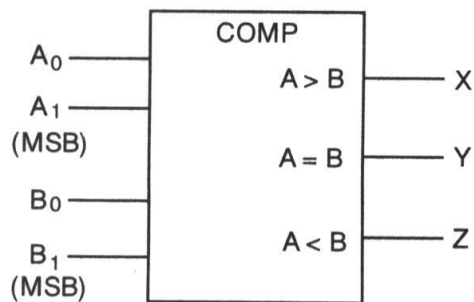 COMP
A₀
A > B
X
A₁
(MSB)
A = B
Y
B₀
A < B
Z
B₁
(MSB)